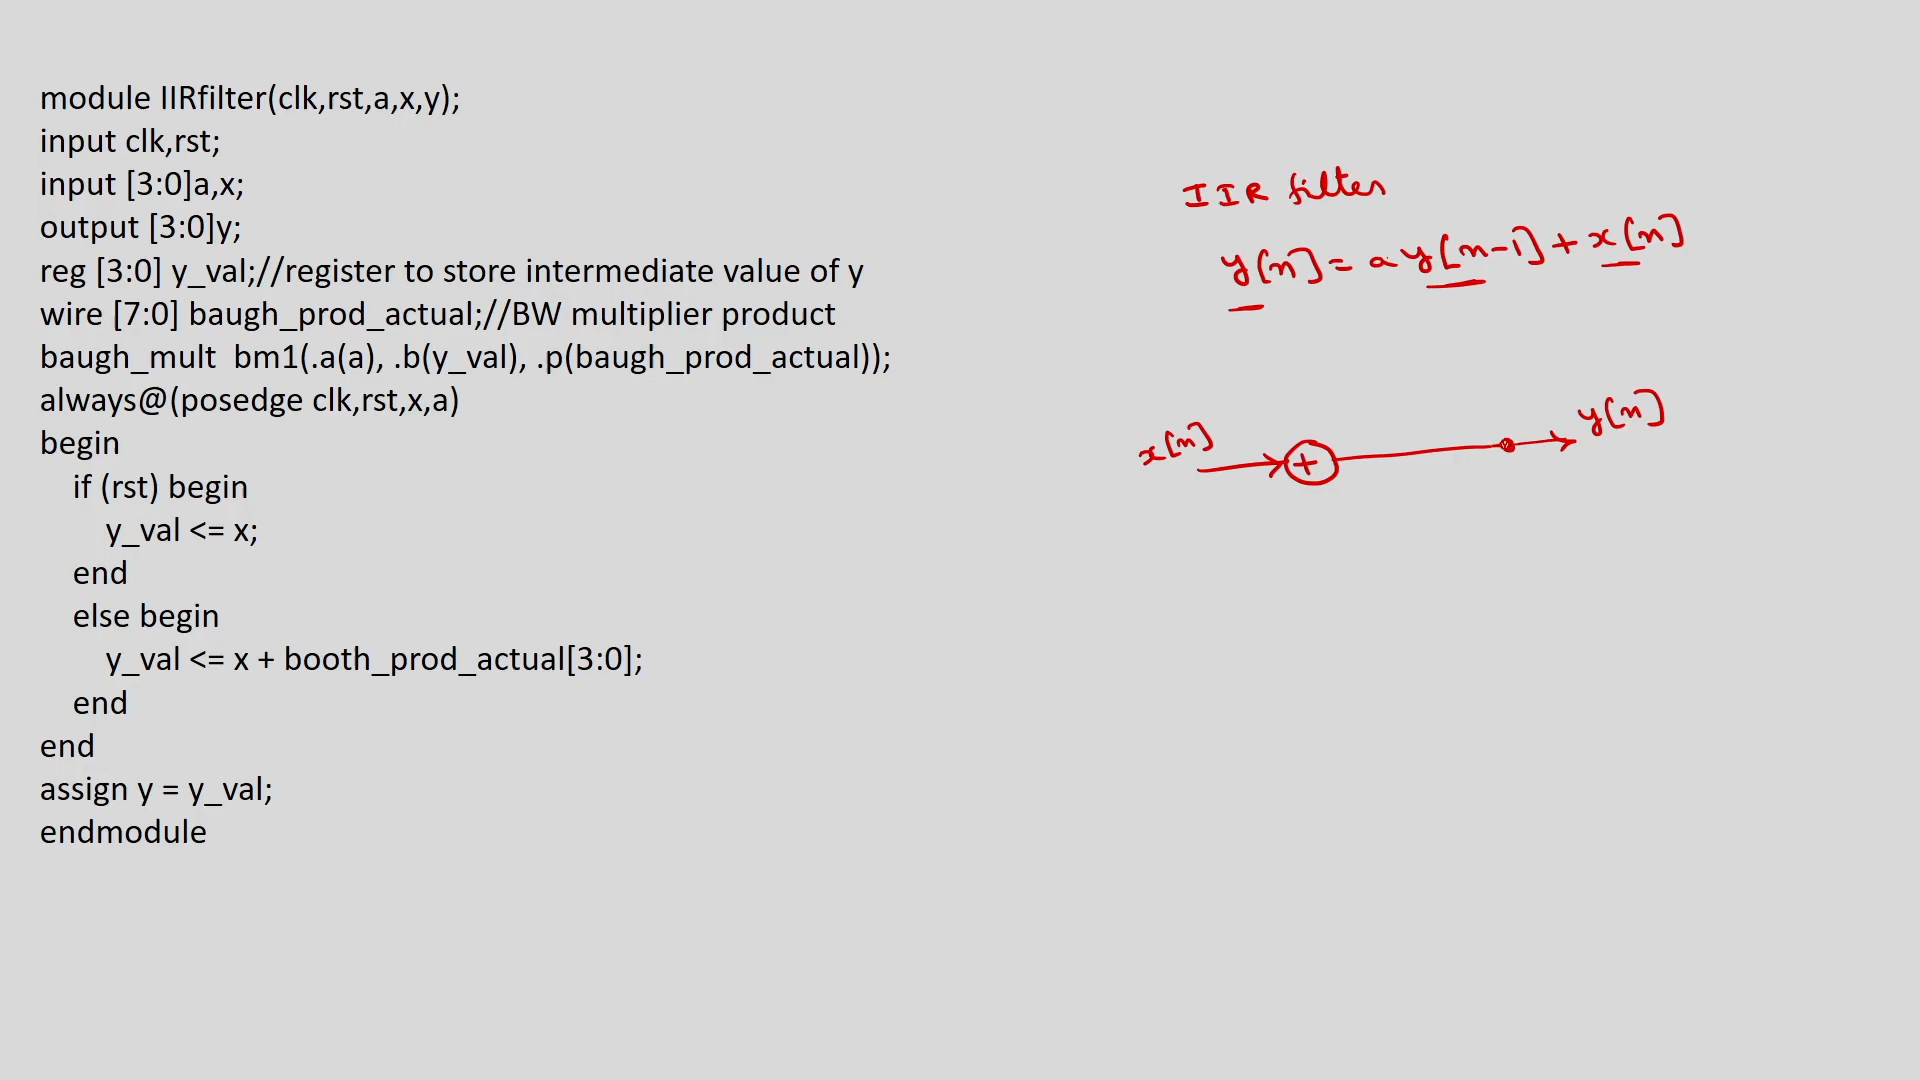 module IIRfilter(clk,rst,a,x,y);
input clk,rst;
input [3:0]a,x;
output [3:0]y;
reg [3:0] y_val;//register to store intermediate value of y
wire [7:0] baugh_prod_actual;//BW multiplier product
baugh_mult  bm1(.a(a), .b(y_val), .p(baugh_prod_actual));
always@(posedge clk,rst,x,a)
begin
    if (rst) begin
        y_val <= x;
    end
    else begin
        y_val <= x + booth_prod_actual[3:0];
    end
end
assign y = y_val;
endmodule
IIR filter
y[n] = a y[n-1] + x[n]
x[n]
+
y[n]